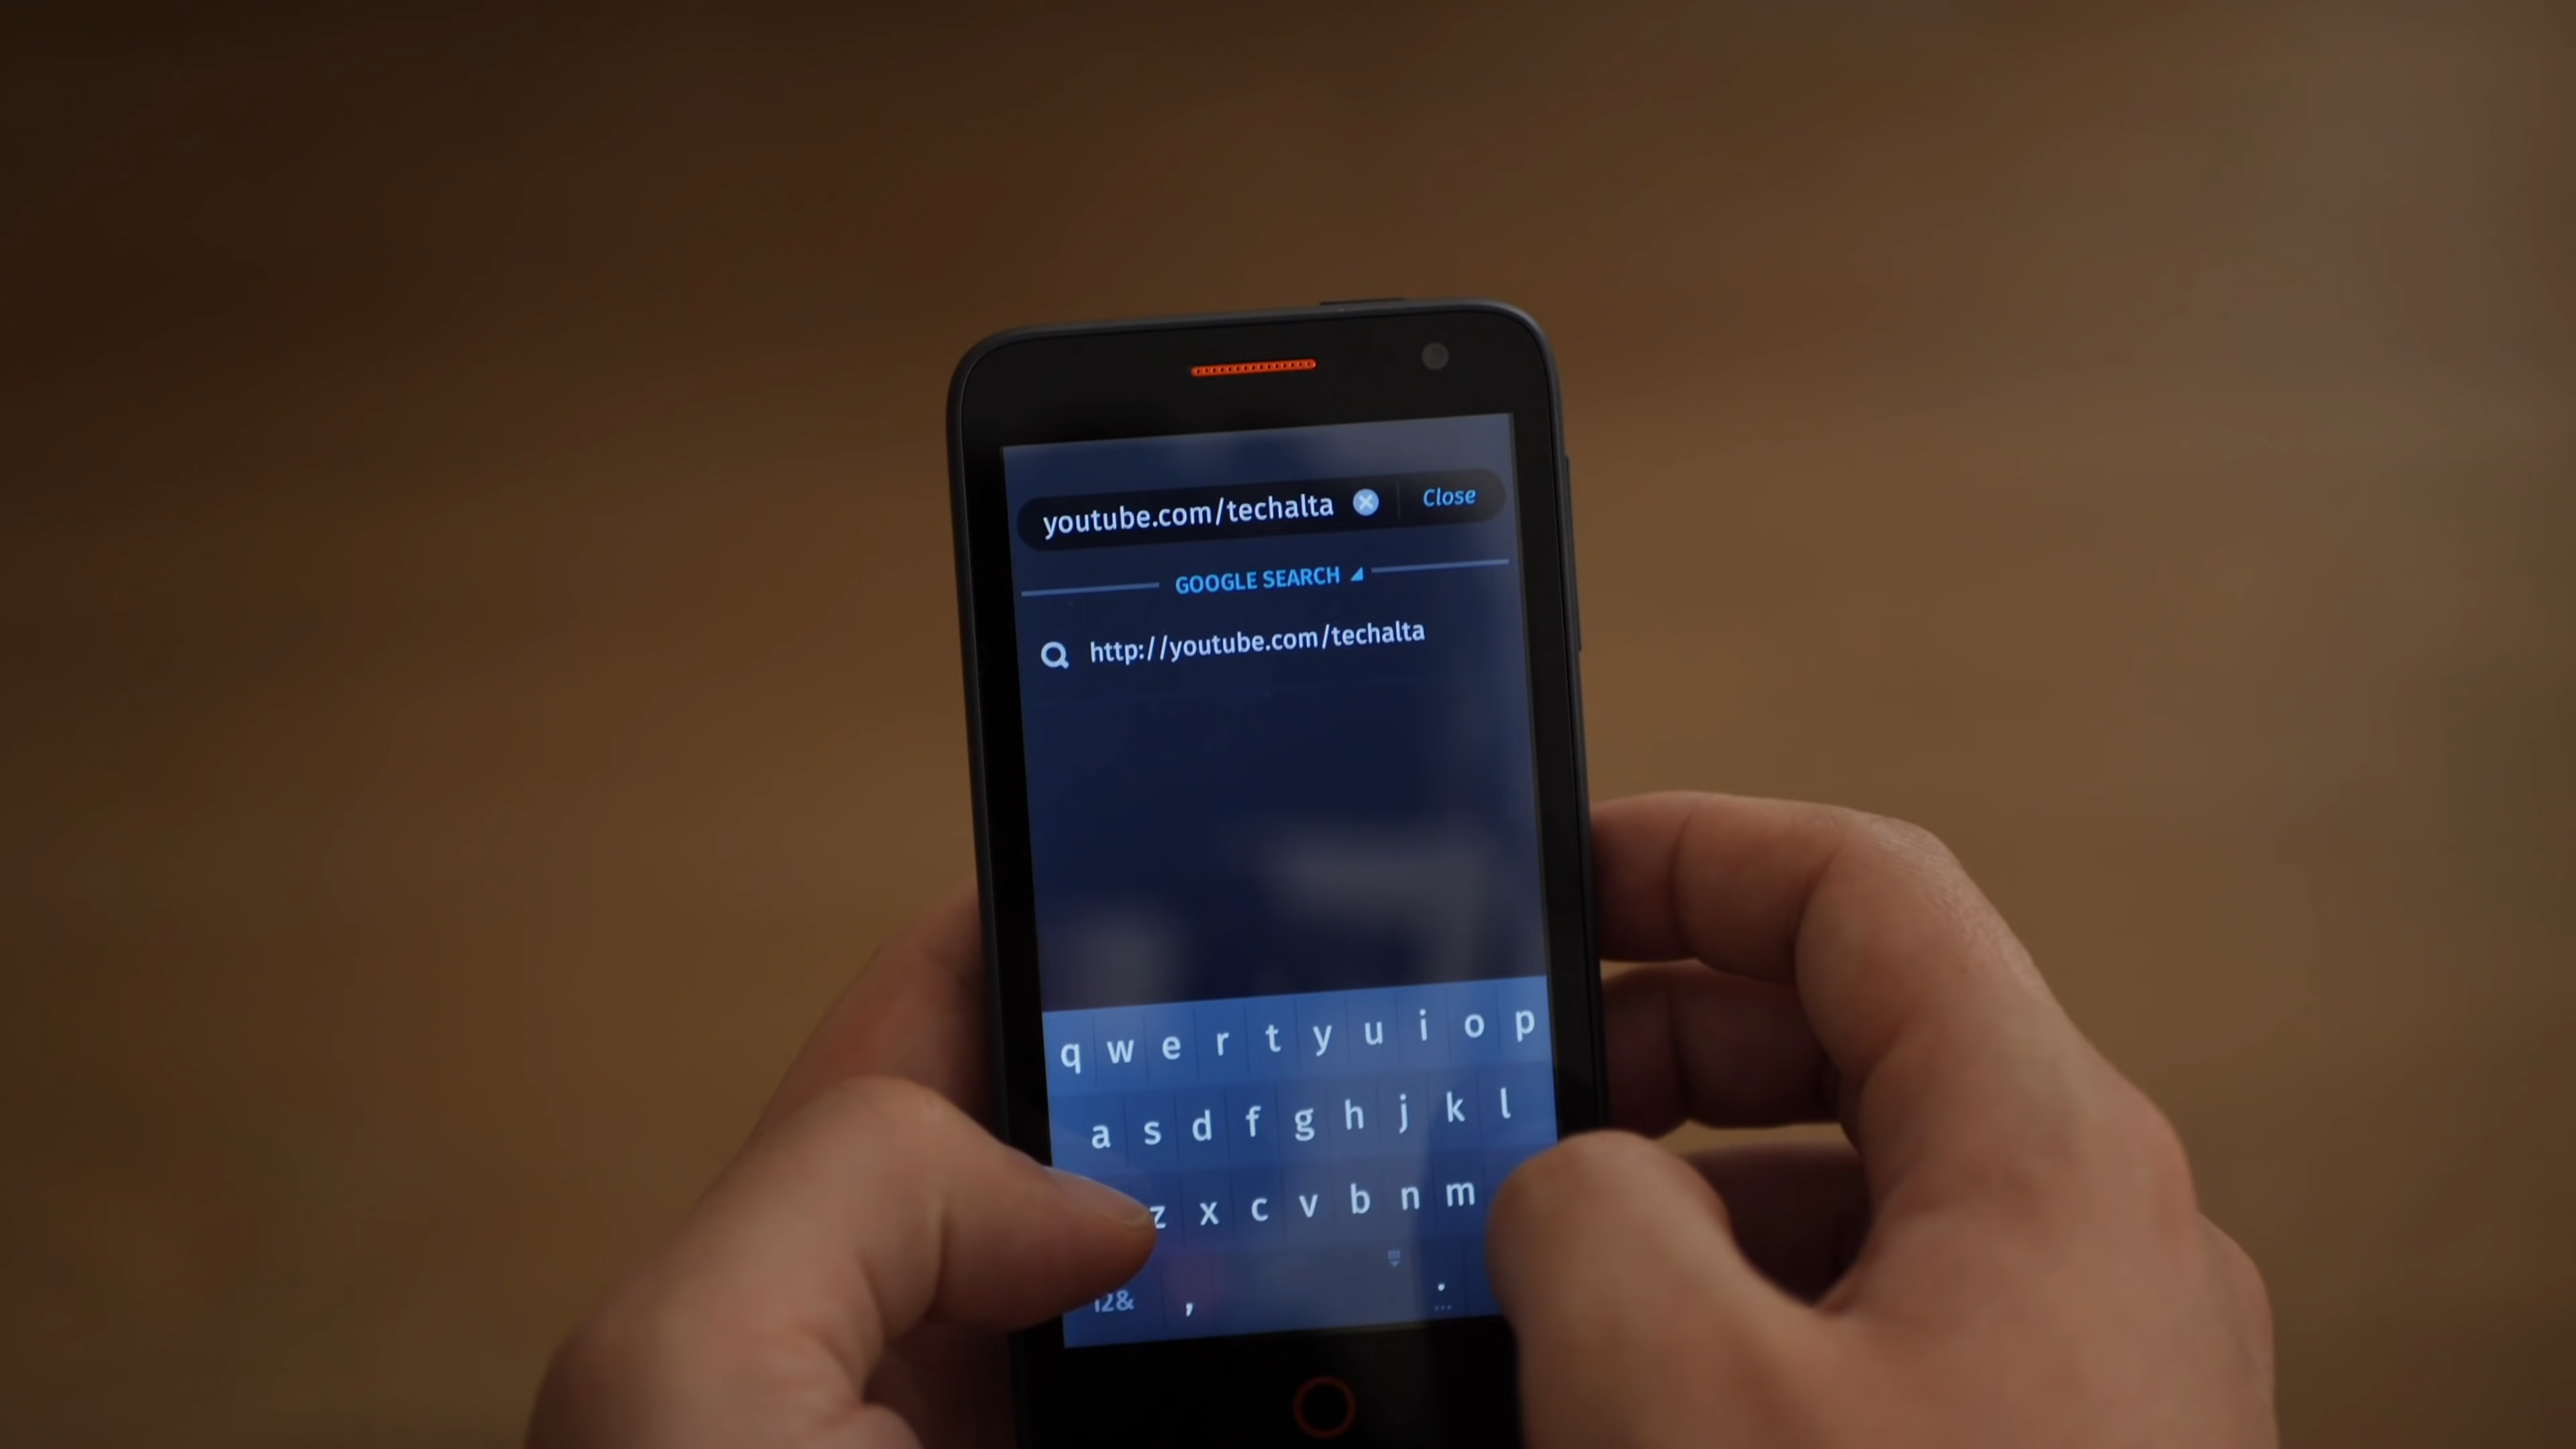 youtube.com/techalta Close
GOOGLE SEARCH
http://youtube.com/techalta
q w e r t y u i o p
a s d f g h j k l
z x c v b n m
12& , .